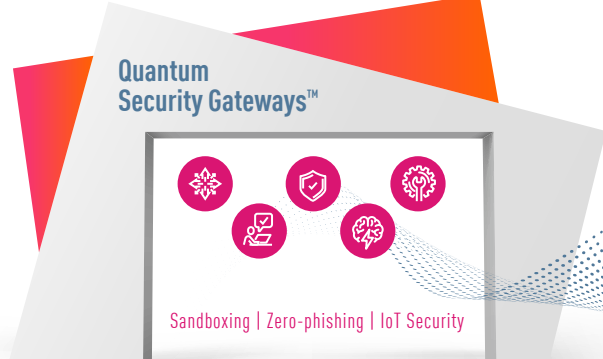 Quantum
Security Gateways™
Sandboxing | Zero-phishing | IoT Security